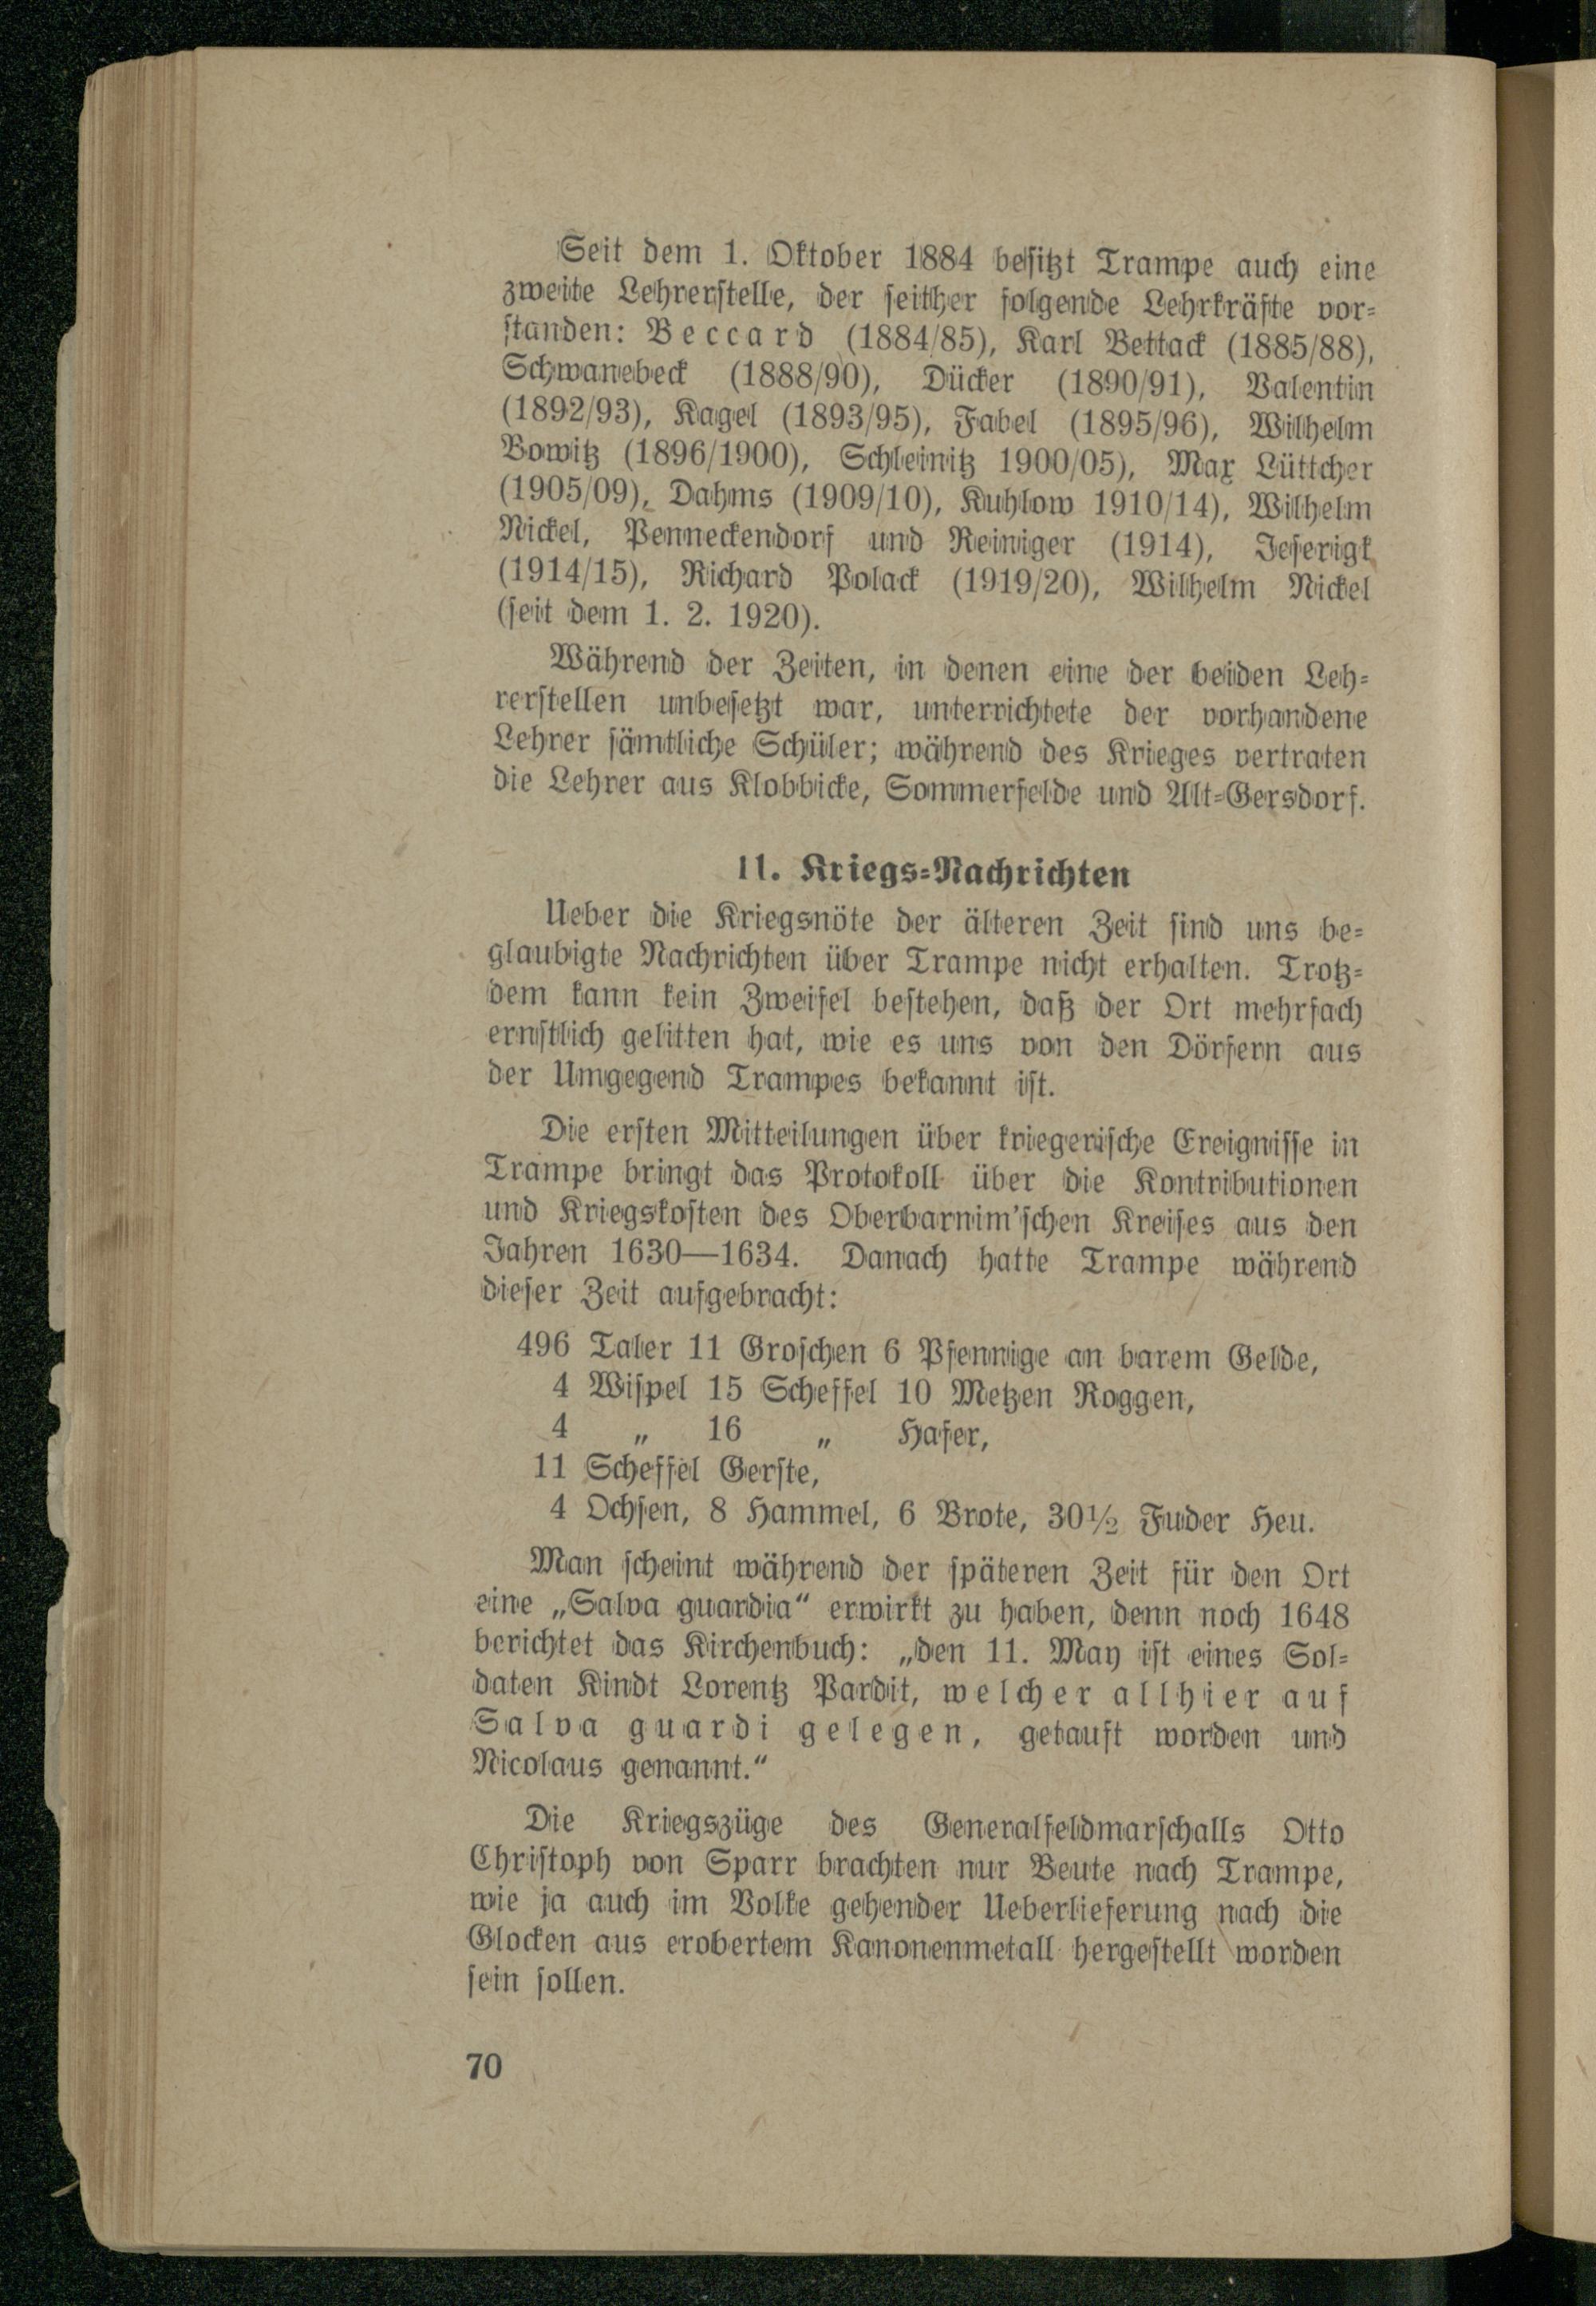 Seit dem 1. Oktober 1884 besitzt Trampe auch eine
zweite Lehrerstelle, der seither folgende Lehrkräfte vor-
standen: Beccard (1884/85), Karl Bettack (1885/88),
Schwanebeck (1888/90), Dücker (1890/91), Valentin
(1892/93), Kagel (1893/95), Fabel (1895/96), Wilhelm
Bowitz (1896/1900), Schleinitz 1900/05), Max Lüttcher
(1905/09), Dahms (1909/10), Kuhlow 1910/14), Wilhelm
Nickel, Penneckendorf und Reiniger (1914), Jeserigk
(1914/15), Richard Polack (1919/20), Wilhelm Nickel
(seit dem 1. 2. 1920).
Während der Zeiten, in denen eine der beiden Leh-
rerstellen unbesetzt war, unterrichtete der vorhandene
Lehrer sämtliche Schüler; während des Krieges vertraten
die Lehrer aus Klobbicke, Sommerfelde und Alt-Gersdorf.
11. Kriegs-Nachrichten
Ueber die Kriegsnöte der älteren Zeit sind uns be-
glaubigte Nachrichten über Trampe nicht erhalten. Trotz-
dem kann kein Zweifel bestehen, daß der Ort mehrfach
ernstlich gelitten hat, wie es uns von den Dörfern aus
der Umgegend Trampes bekannt ist.
Die ersten Mitteilungen über kriegerische Ereignisse in
Trampe bringt das Protokoll über die Kontributionen
und Kriegskosten des Oberbarnim'schen Kreises aus den
Jahren 1630—1634. Danach hatte Trampe während
dieser Zeit aufgebracht:
496 Taler 11 Groschen 6 Pfennige an barem Gelde,
4 Wispel 15 Scheffel 10 Metzen Roggen,
4 „ 16 „ Hafer,
11 Scheffel Gerste,
4 Ochsen, 8 Hammel, 6 Brote, 30½ Fuder Heu.
Man scheint während der späteren Zeit für den Ort
eine „Salva guardia“ erwirkt zu haben, denn noch 1648
berichtet das Kirchenbuch: „den 11. May ist eines Sol-
daten Kindt Lorentz Pardit, welcher allhier auf
Salva guardi gelegen, getauft worden und
Nicolaus genannt.“
Die Kriegszüge des Generalfeldmarschalls Otto
Christoph von Sparr brachten nur Beute nach Trampe,
wie ja auch im Volke gehender Ueberlieferung nach die
Glocken aus erobertem Kanonenmetall hergestellt worden
sein sollen.
70